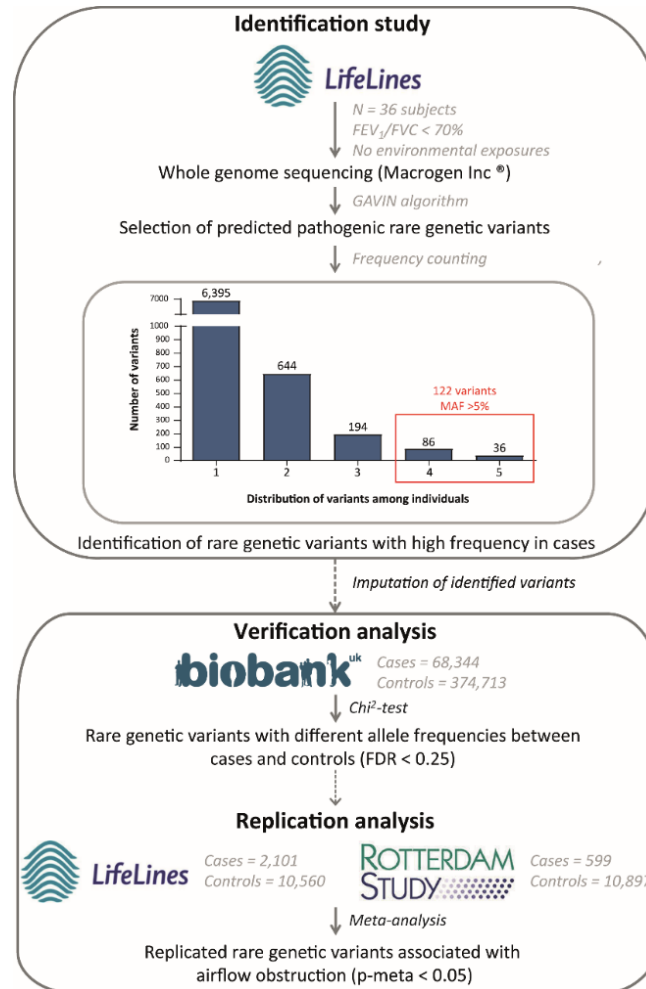 Identification study
LifeLines
N = 36 subjects
FEV1/FVC < 70%
No environmental exposures
Whole genome sequencing (Macrogen Inc ®)
GAVIN algorithm
Selection of predicted pathogenic rare genetic variants
Frequency counting
,
Number of variants
7000
1000
900
800
700
600
500
400
300
200
100
0
6,395
644
194
86
36
122 variants
MAF >5%
1 2 3 4 5
Distribution of variants among individuals
Identification of rare genetic variants with high frequency in cases
Imputation of identified variants
Verification analysis
biobank uk
Cases = 68,344
Controls = 374,713
Chi²-test
Rare genetic variants with different allele frequencies between
cases and controls (FDR < 0.25)
Replication analysis
LifeLines
Cases = 2,101
Controls = 10,560
ROTTERDAM
STUDY
Cases = 599
Controls = 10,897
Meta-analysis
Replicated rare genetic variants associated with
airflow obstruction (p-meta < 0.05)